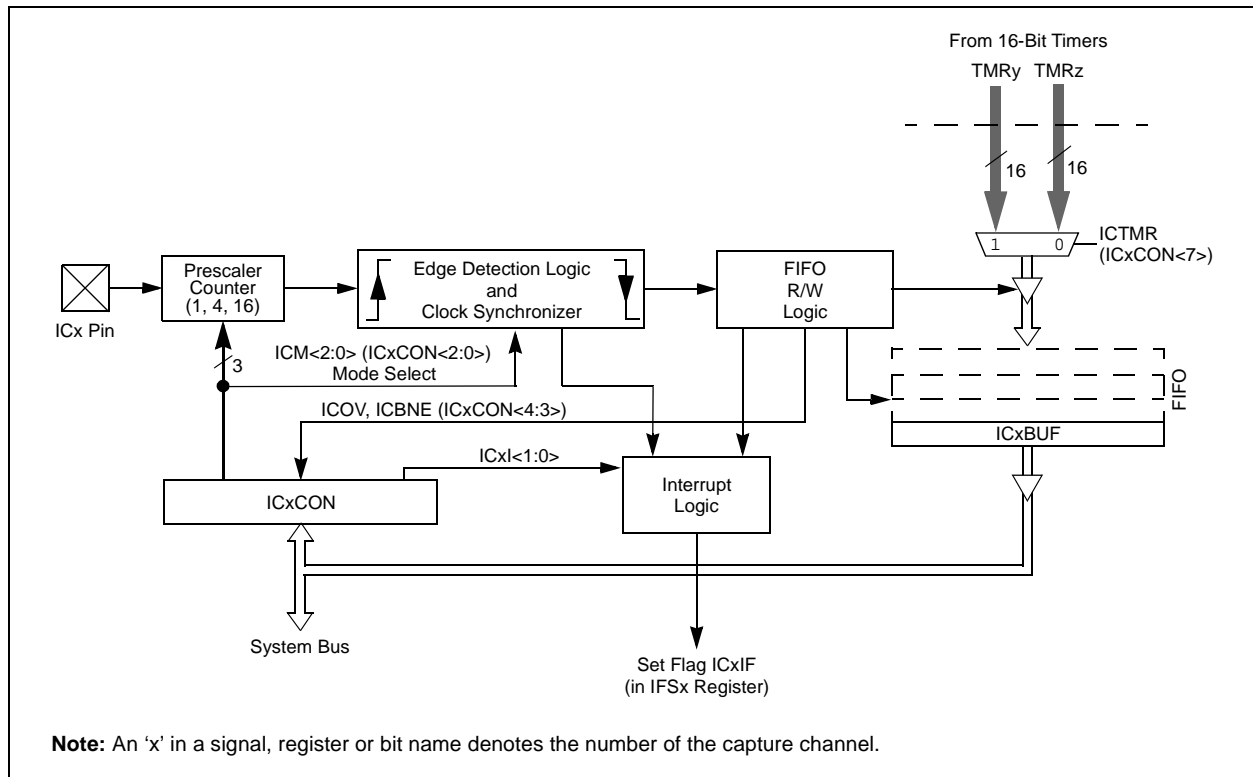 From 16-Bit Timers
TMRy TMRz
16 16
1 0
ICTMR
(ICxCON<7>)
ICx Pin
Prescaler
Counter
(1, 4, 16)
Edge Detection Logic
and
Clock Synchronizer
FIFO
R/W
Logic
3
ICM<2:0> (ICxCON<2:0>)
Mode Select
FIFO
ICxBUF
ICOV, ICBNE (ICxCON<4:3>)
ICxI<1:0>
ICxCON
Interrupt
Logic
System Bus
Set Flag ICxIF
(in IFSx Register)
Note: An ‘x’ in a signal, register or bit name denotes the number of the capture channel.